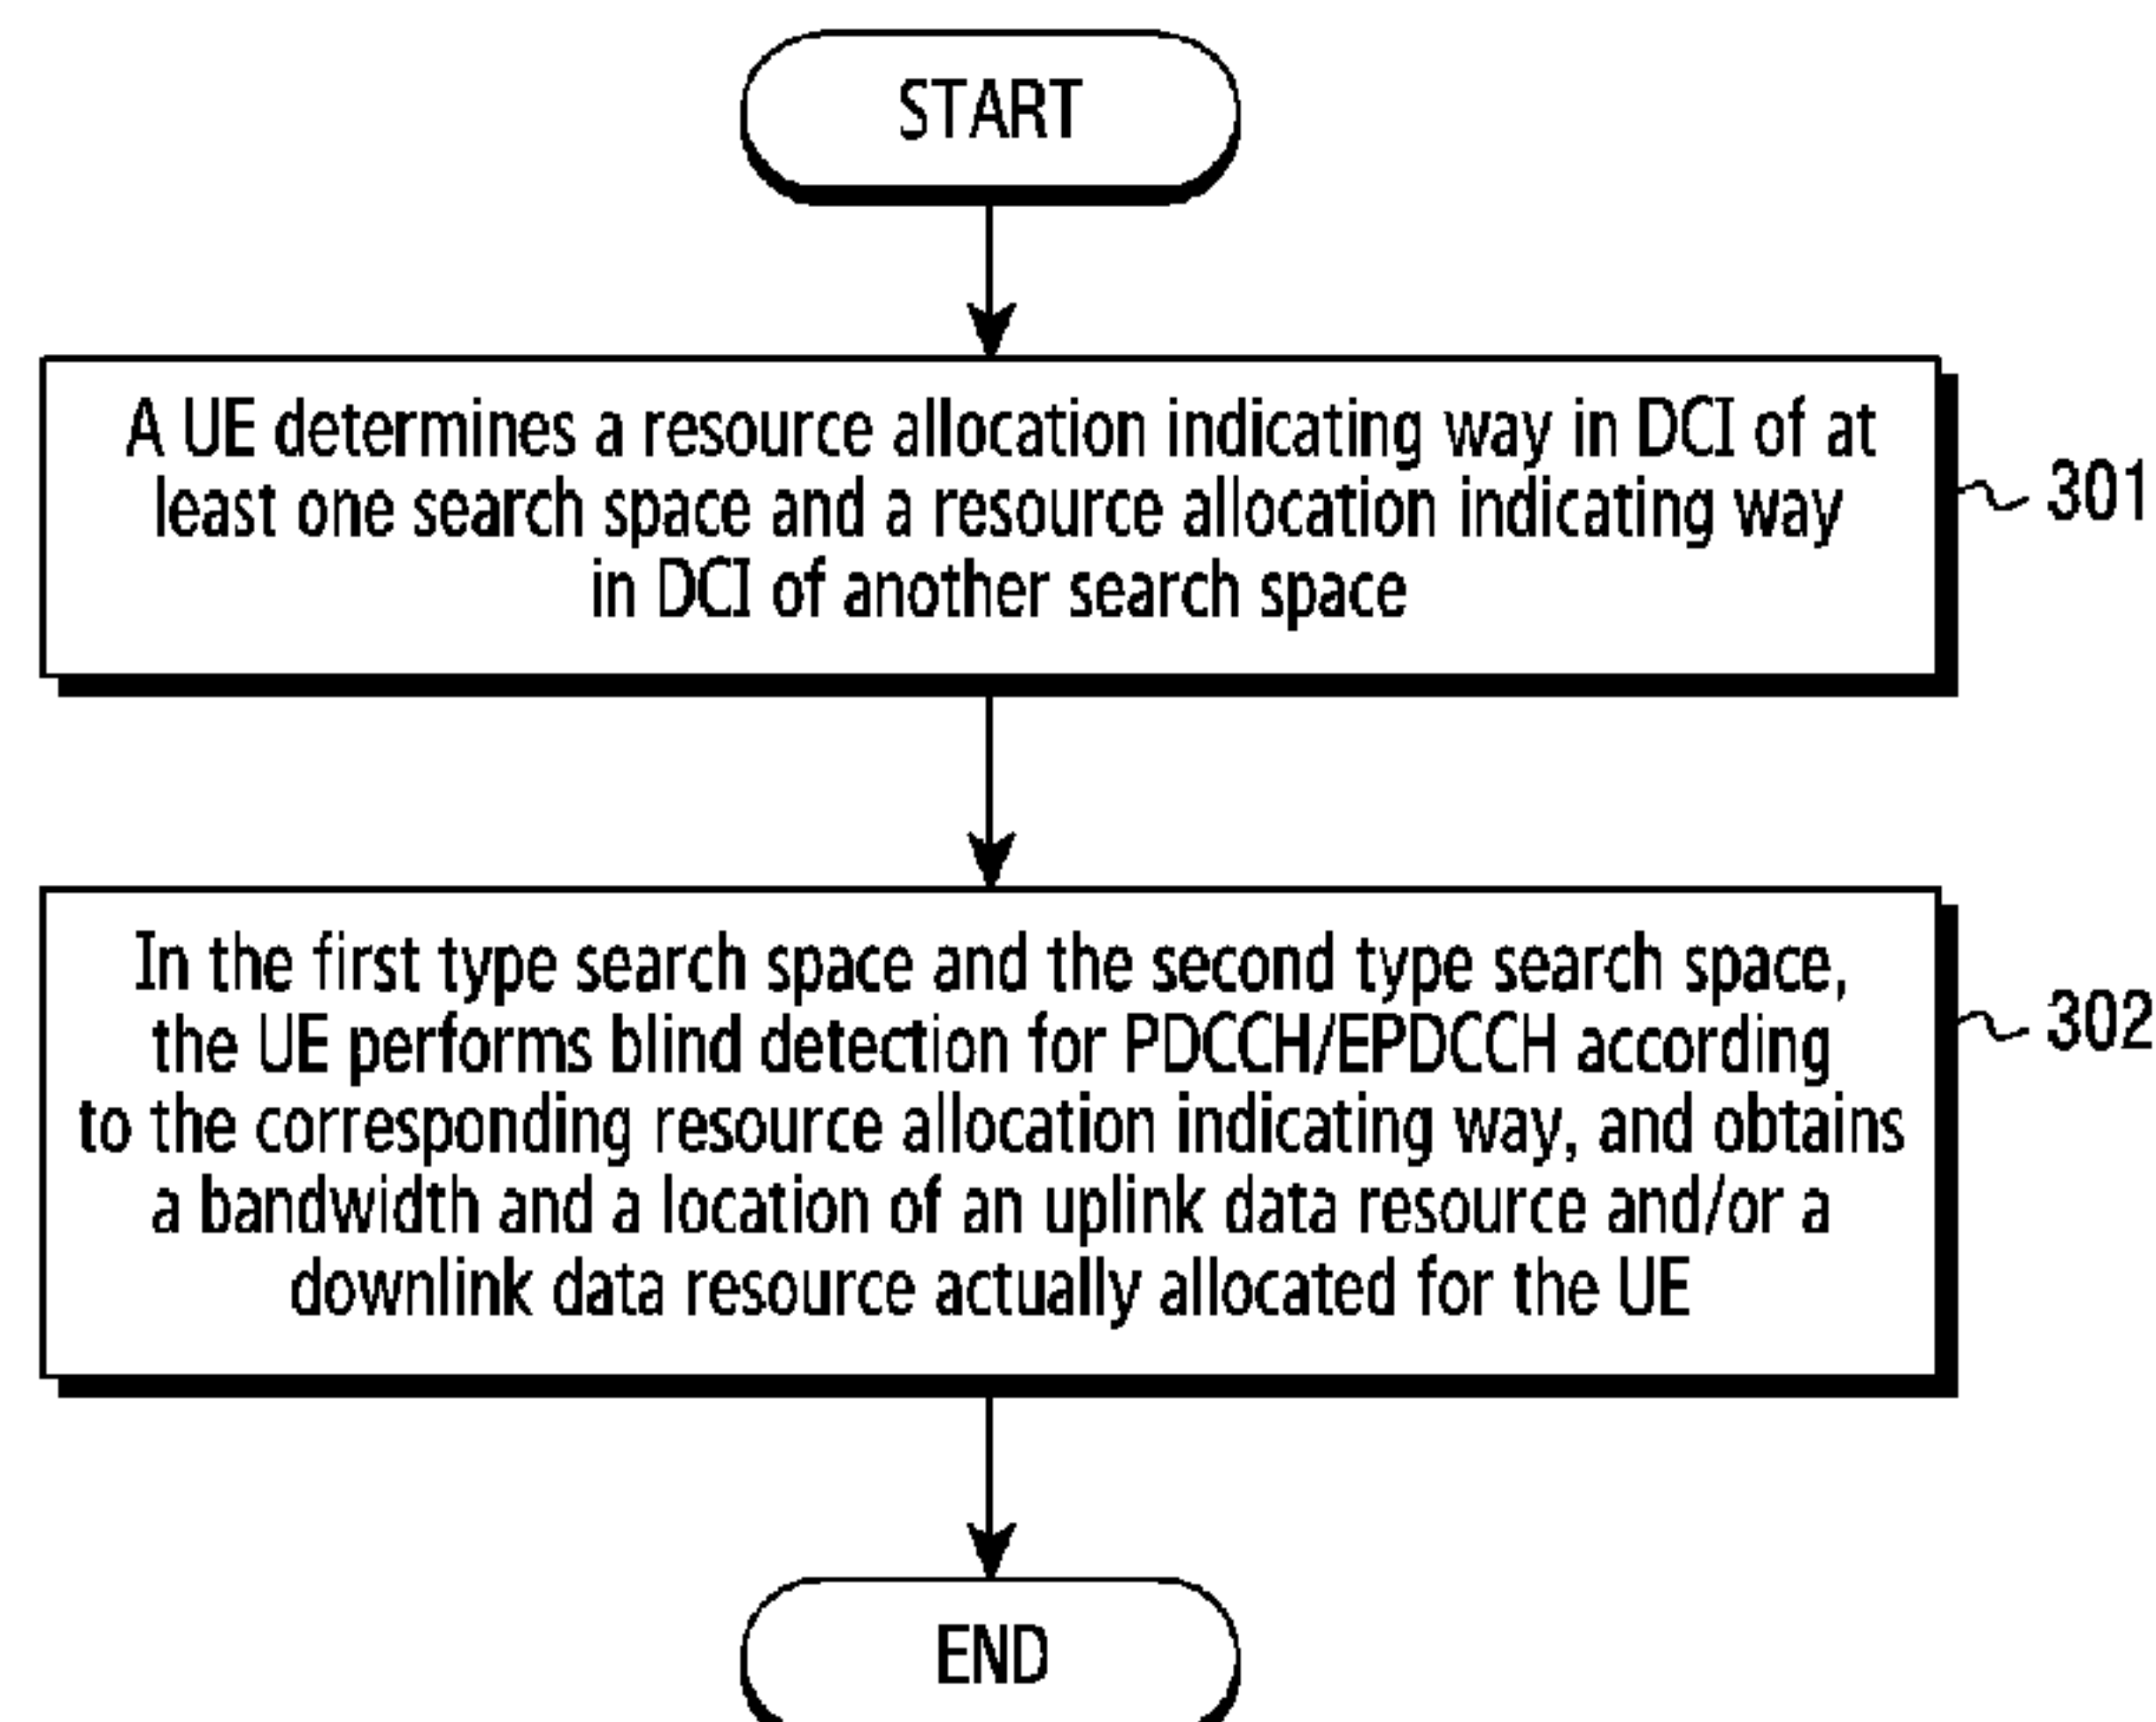 START
A UE determines a resource allocation indicating way in DCI of at
least one search space and a resource allocation indicating way
in DCI of another search space
301
In the first type search space and the second type search space,
the UE performs blind detection for PDCCH/EPDCCH according
to the corresponding resource allocation indicating way, and obtains
a bandwidth and a location of an uplink data resource and/or a
downlink data resource actually allocated for the UE
302
END